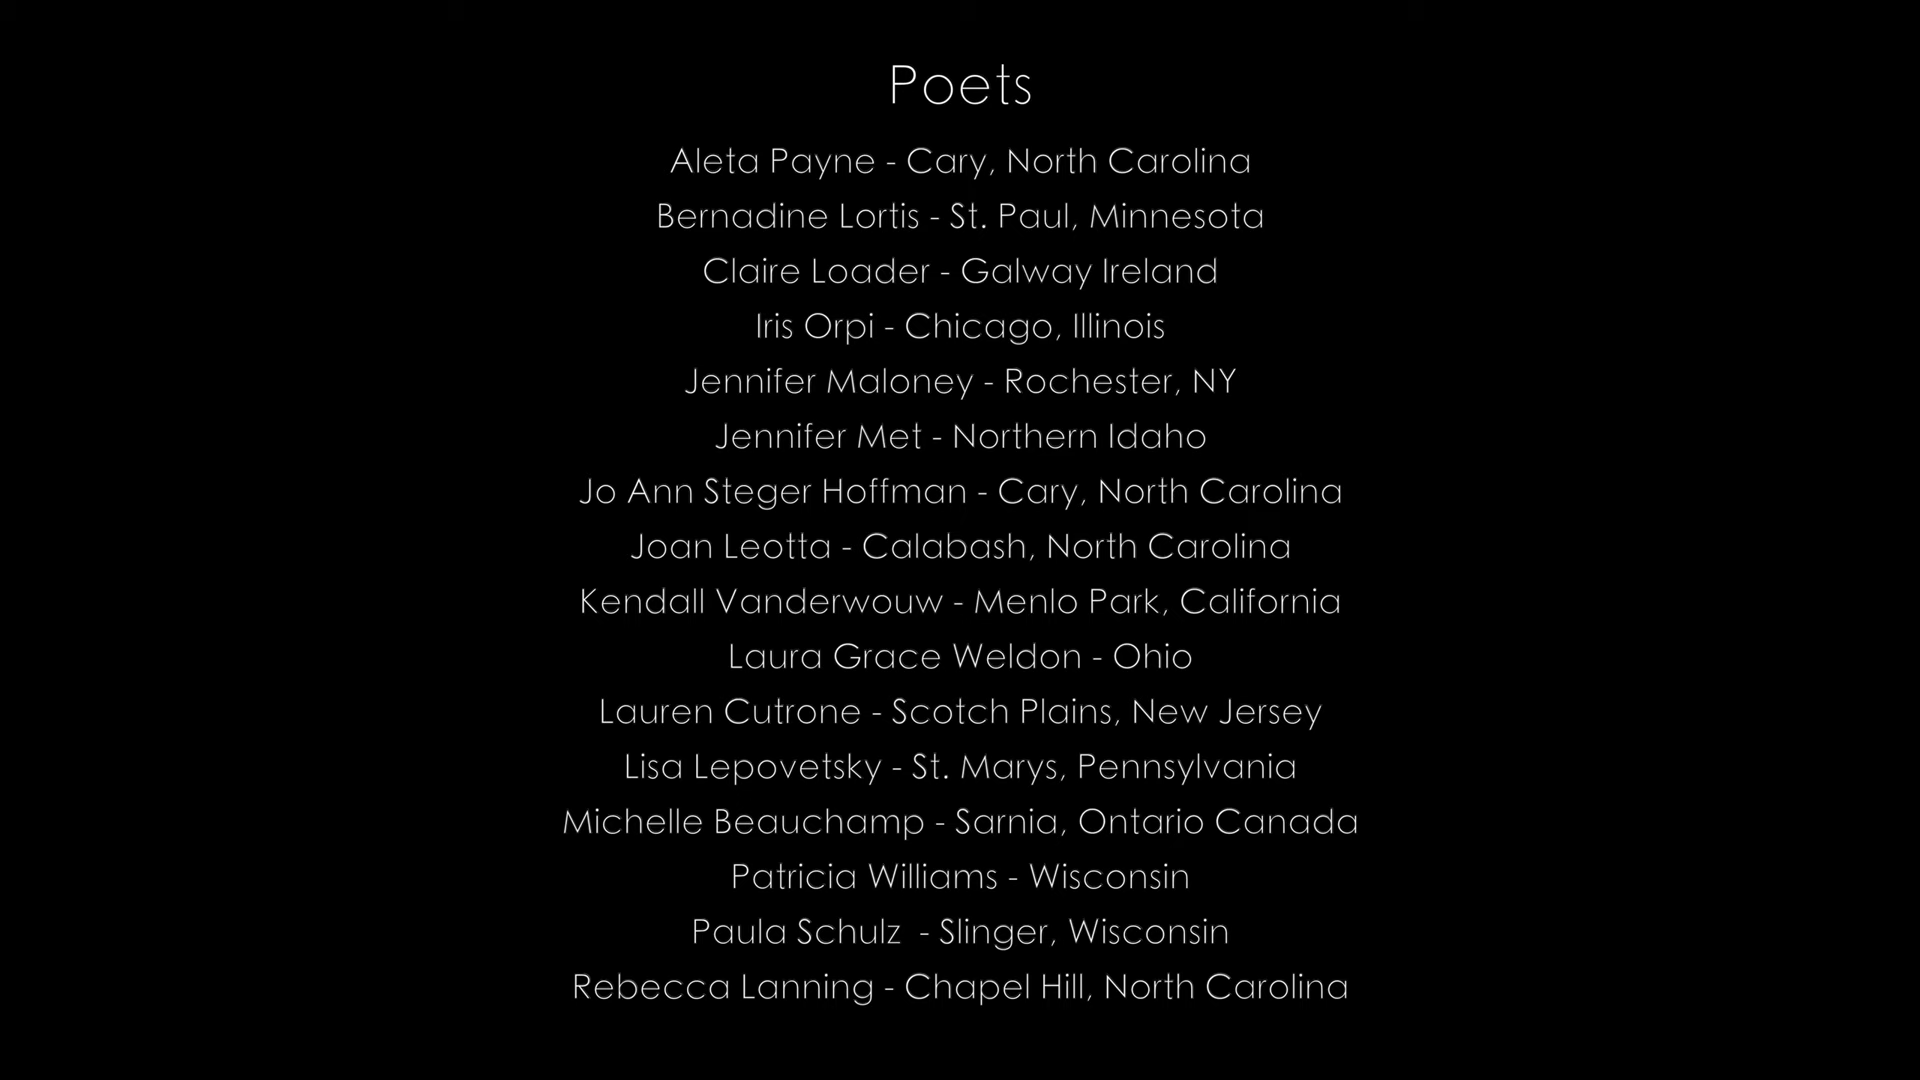 Poets
Aleta Payne - Cary, North Carolina
Bernadine Lortis - St. Paul, Minnesota
Claire Loader - Galway Ireland
Iris Orpi - Chicago, Illinois
Jennifer Maloney - Rochester, NY
Jennifer Met - Northern Idaho
Jo Ann Steger Hoffman - Cary, North Carolina
Joan Leotta - Calabash, North Carolina
Kendall Vanderwouw - Menlo Park, California
Laura Grace Weldon - Ohio
Lauren Cutrone - Scotch Plains, New Jersey
Lisa Lepovetsky - St. Marys, Pennsylvania
Michelle Beauchamp - Sarnia, Ontario Canada
Patricia Williams - Wisconsin
Paula Schulz  - Slinger, Wisconsin
Rebecca Lanning - Chapel Hill, North Carolina